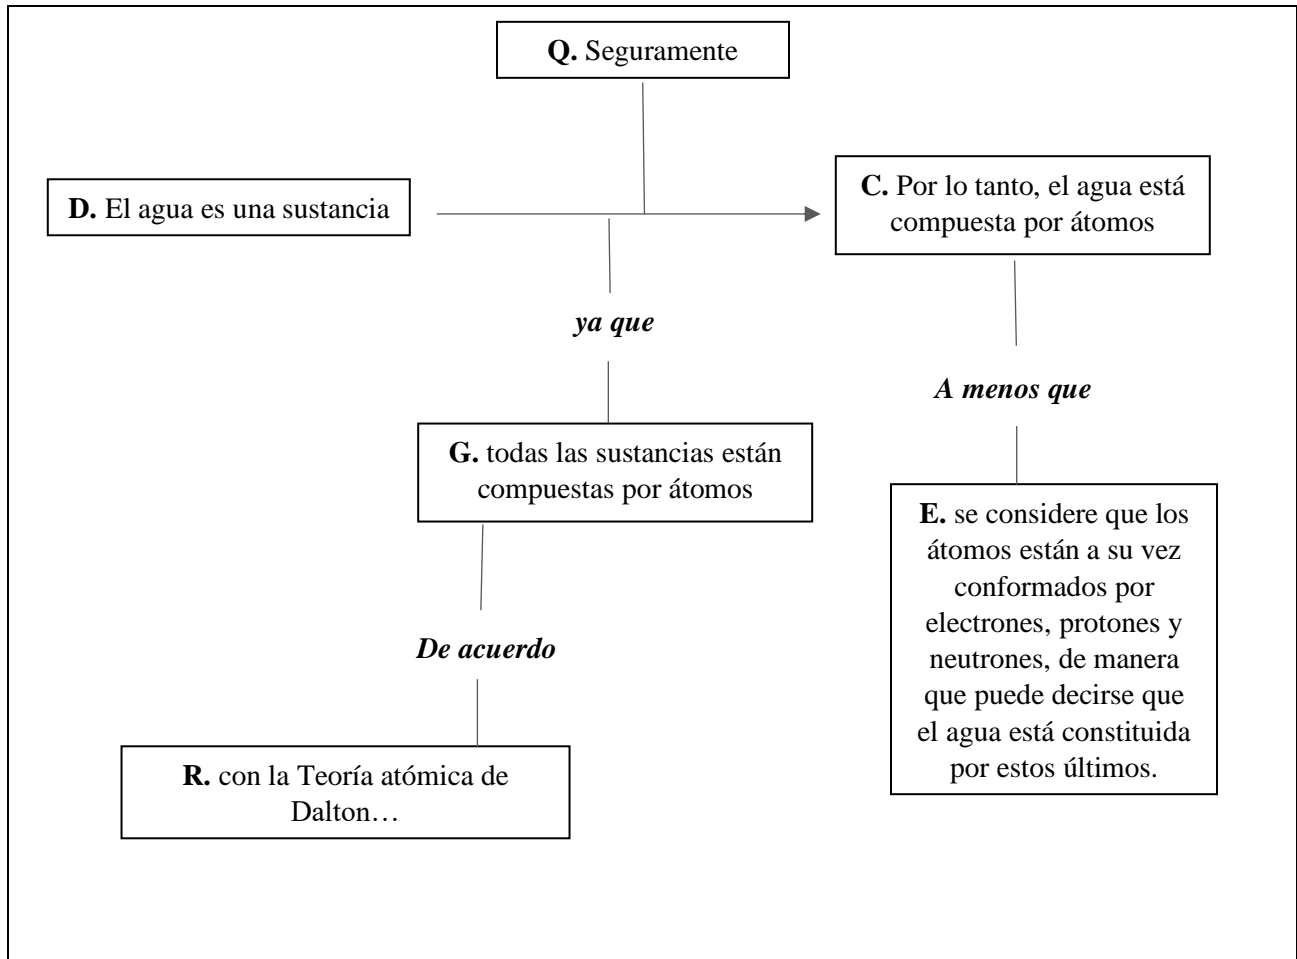 Q. Seguramente
D. El agua es una sustancia
C. Por lo tanto, el agua está
compuesta por átomos
ya que
A menos que
G. todas las sustancias están
compuestas por átomos
E. se considere que los
átomos están a su vez
conformados por
electrones, protones y
neutrones, de manera
que puede decirse que
el agua está constituida
por estos últimos.
De acuerdo
R. con la Teoría atómica de
Dalton…